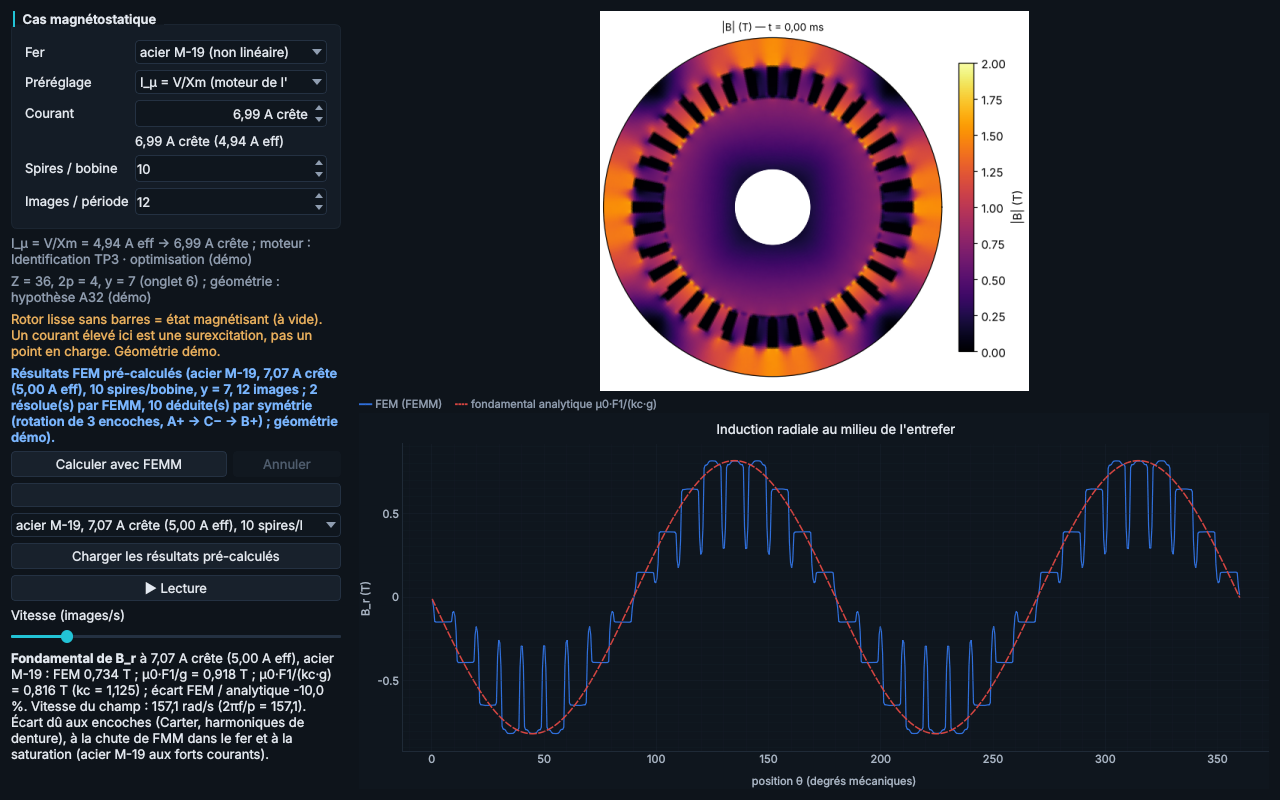 Cas magnétostatique
Fer
acier M-19 (non linéaire)
Préréglage
I_µ = V/Xm (moteur de l'
Courant
6,99 A crête
6,99 A crête (4,94 A eff)
Spires / bobine
10
Images / période
12
I_µ = V/Xm = 4,94 A eff → 6,99 A crête ; moteur :
Identification TP3 · optimisation (démo)
Z = 36, 2p = 4, y = 7 (onglet 6) ; géométrie :
hypothèse A32 (démo)
Rotor lisse sans barres = état magnétisant (à vide).
Un courant élevé ici est une surexcitation, pas un
point en charge. Géométrie démo.
Résultats FEM pré-calculés (acier M-19, 7,07 A crête
(5,00 A eff), 10 spires/bobine, y = 7, 12 images ; 2
résolue(s) par FEMM, 10 déduite(s) par symétrie
(rotation de 3 encoches, A+ → C− → B+) ; géométrie
démo).
Calculer avec FEMM
Annuler
acier M-19, 7,07 A crête (5,00 A eff), 10 spires/l
Charger les résultats pré-calculés
▶ Lecture
Vitesse (images/s)
Fondamental de B_r à 7,07 A crête (5,00 A eff), acier
M-19 : FEM 0,734 T ; µ0·F1/g = 0,918 T ; µ0·F1/(kc·g)
= 0,816 T (kc = 1,125) ; écart FEM / analytique -10,0
%. Vitesse du champ : 157,1 rad/s (2πf/p = 157,1).
Écart dû aux encoches (Carter, harmoniques de
denture), à la chute de FMM dans le fer et à la
saturation (acier M-19 aux forts courants).
|B| (T) — t = 0,00 ms
2.00
1.75
1.50
1.25
1.00
0.75
0.50
0.25
0.00
|B| (T)
FEM (FEMM)
fondamental analytique µ0·F1/(kc·g)
Induction radiale au milieu de l'entrefer
B_r (T)
0.5
0
-0.5
0
50
100
150
200
250
300
350
position θ (degrés mécaniques)